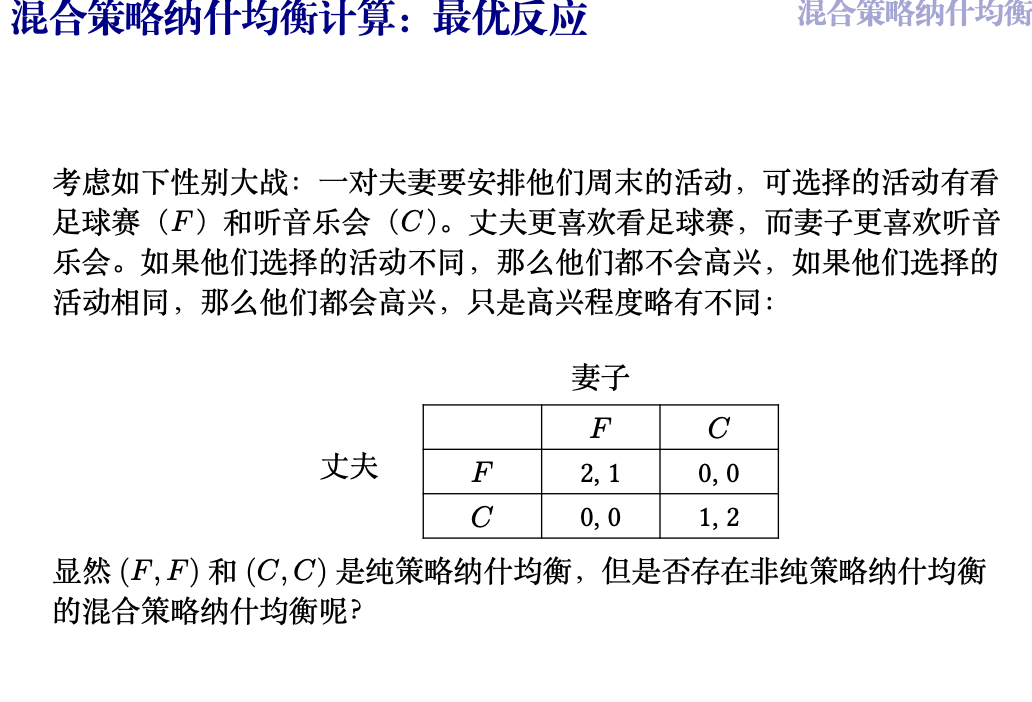 混合策略纳什均衡计算：最优反应
混合策略纳什均衡
考虑如下性别大战：一对夫妻要安排他们周末的活动，可选择的活动有看
足球赛（F）和听音乐会（C）。丈夫更喜欢看足球赛，而妻子更喜欢听音
乐会。如果他们选择的活动不同，那么他们都不会高兴，如果他们选择的
活动相同，那么他们都会高兴，只是高兴程度略有不同：
妻子
F C
丈夫
F 2, 1 0, 0
C 0, 0 1, 2
显然 (F, F) 和 (C, C) 是纯策略纳什均衡，但是否存在非纯策略纳什均衡
的混合策略纳什均衡呢？